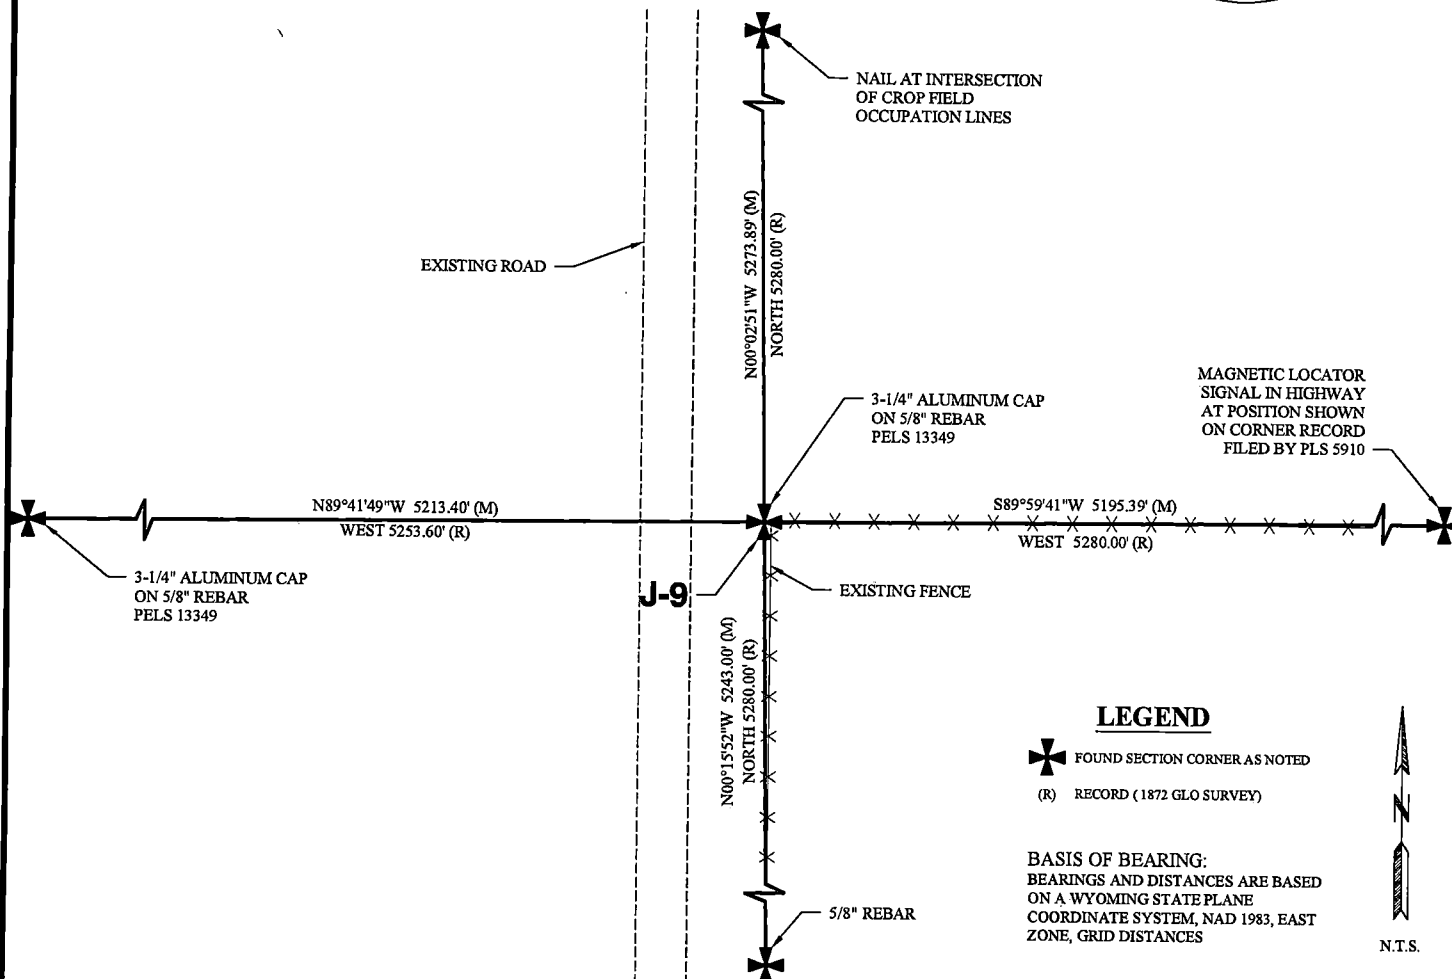 NAIL AT INTERSECTION
OF CROP FIELD
OCCUPATION LINES
N00°02'51"W 5273.89' (M)
NORTH 5280.00' (R)
EXISTING ROAD
3-1/4" ALUMINUM CAP
ON 5/8" REBAR
PELS 13349
MAGNETIC LOCATOR
SIGNAL IN HIGHWAY
AT POSITION SHOWN
ON CORNER RECORD
FILED BY PLS 5910
N89°41'49"W 5213.40' (M)
WEST 5253.60' (R)
S89°59'41"W 5195.39' (M)
WEST 5280.00' (R)
3-1/4" ALUMINUM CAP
ON 5/8" REBAR
PELS 13349
J-9
EXISTING FENCE
N00°15'52"W 5243.00' (M)
NORTH 5280.00' (R)
LEGEND
FOUND SECTION CORNER AS NOTED
(R) RECORD ( 1872 GLO SURVEY)
BASIS OF BEARING:
BEARINGS AND DISTANCES ARE BASED
ON A WYOMING STATE PLANE
COORDINATE SYSTEM, NAD 1983, EAST
ZONE, GRID DISTANCES
N
N.T.S.
5/8" REBAR